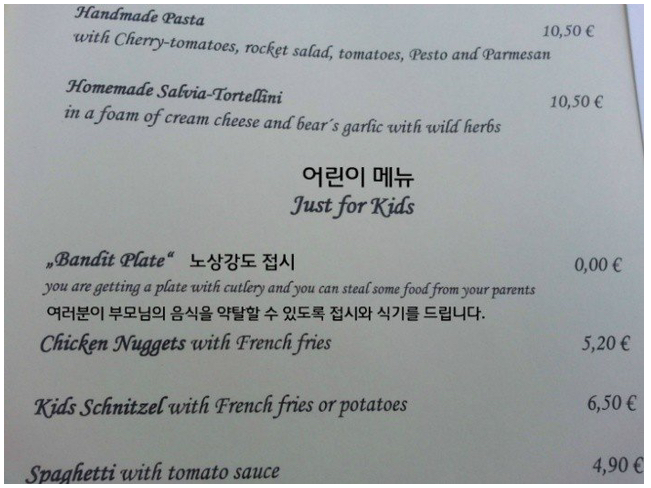 Handmade Pasta 10,50 €
with Cherry-tomatoes, rocket salad, tomatoes, Pesto and Parmesan
Homemade Salvia-Tortellini 10,50 €
in a foam of cream cheese and bear´s garlic with wild herbs
어린이 메뉴
Just for Kids
„Bandit Plate“ 노상강도 접시 0,00 €
you are getting a plate with cutlery and you can steal some food from your parents
여러분이 부모님의 음식을 약탈할 수 있도록 접시와 식기를 드립니다.
Chicken Nuggets with French fries 5,20 €
Kids Schnitzel with French fries or potatoes 6,50 €
Spaghetti with tomato sauce 4,90 €